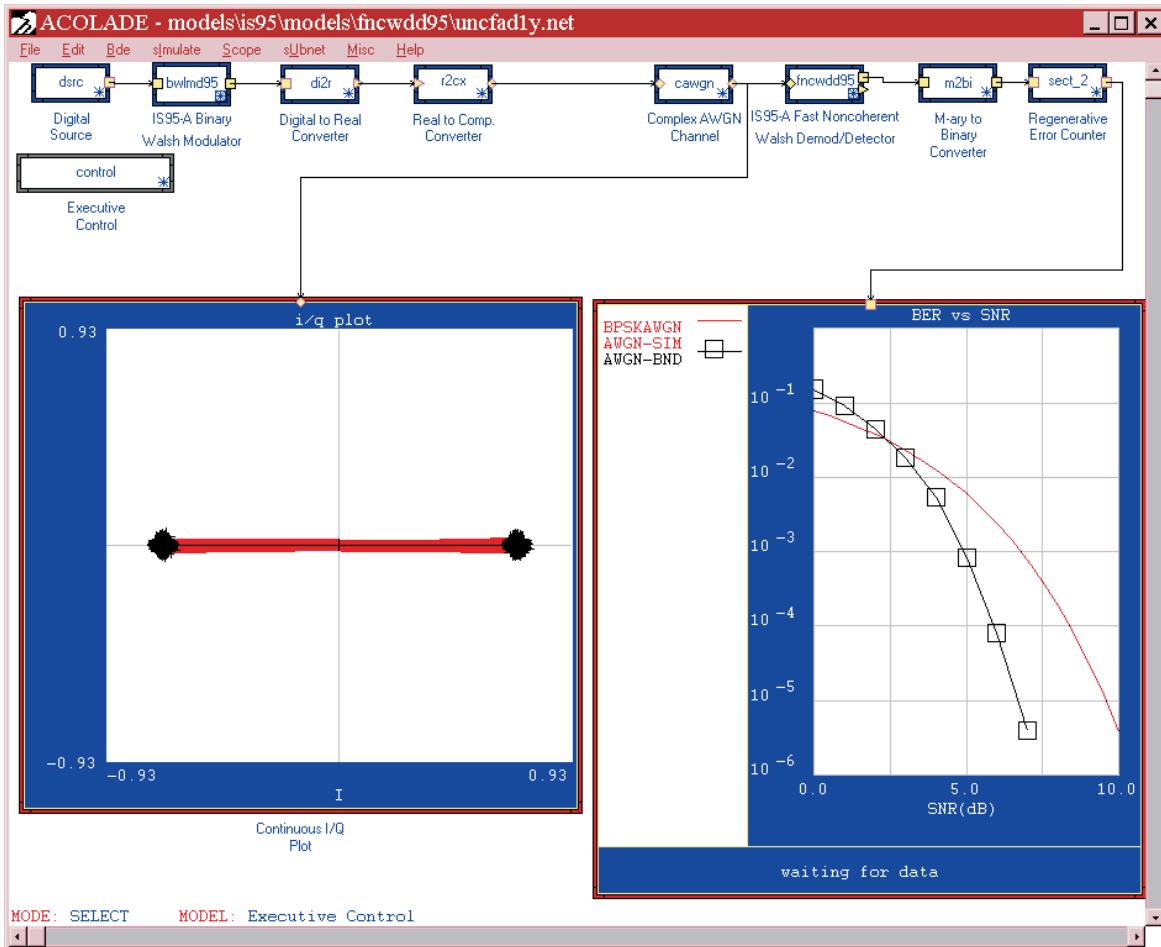 ACOLADE - models\is95\models\fncwdd95\uncfad1y.net
File Edit Bde sImulate Scope sUbnet Misc Help
dsrc
bwlmd95
di2r
r2cx
cawgn
fncwdd95
m2bi
sect_2
Digital
Source
IS95-A Binary
Walsh Modulator
Digital to Real
Converter
Real to Comp.
Converter
Complex AWGN
Channel
IS95-A Fast Noncoherent
Walsh Demod/Detector
M-ary to
Binary
Converter
Regenerative
Error Counter
control
Executive
Control
i/q plot
0.93
-0.93
-0.93
0.93
I
Continuous I/Q
Plot
BPSKAWGN
AWGN-SIM
AWGN-BND
BER vs SNR
10 -1
10 -2
10 -3
10 -4
10 -5
10 -6
0.0
5.0
10.0
SNR(dB)
waiting for data
MODE: SELECT MODEL: Executive Control